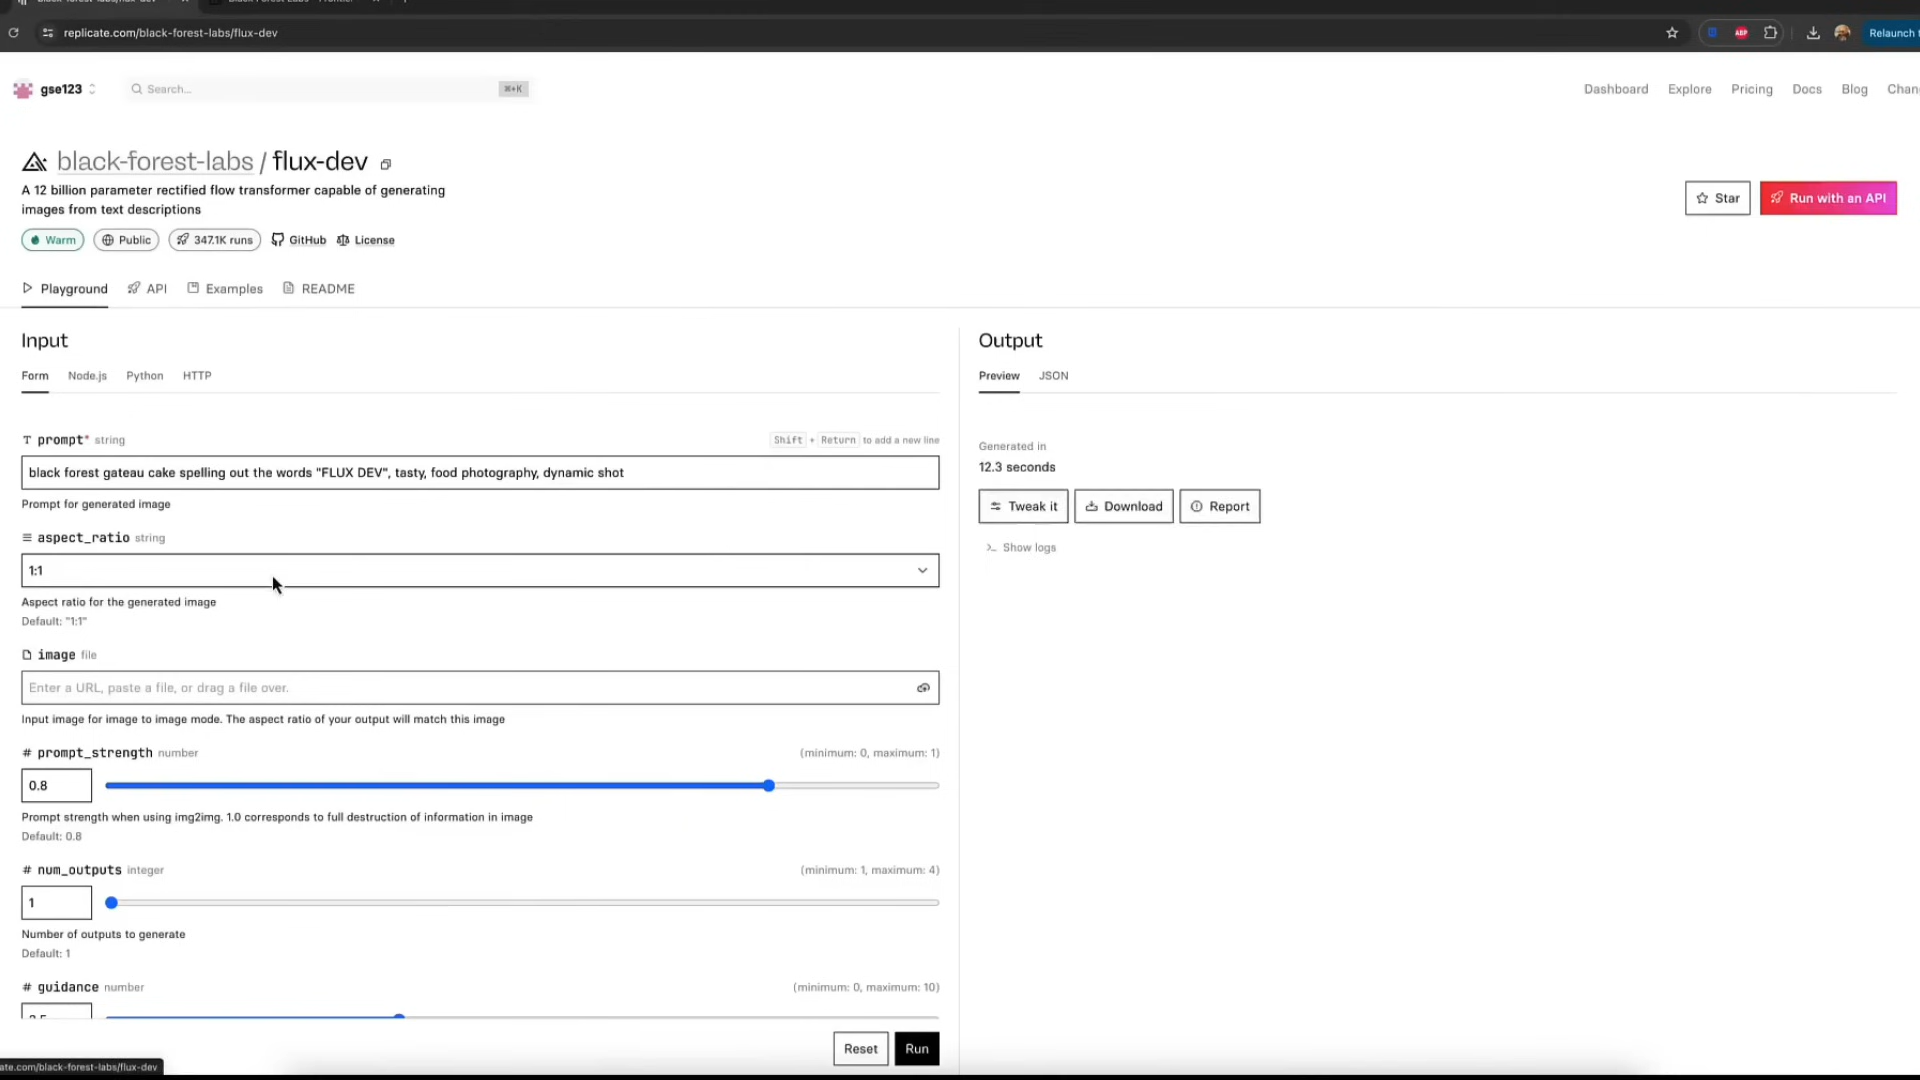 replicate.com/black-forest-labs/flux-dev
ABP
Relaunch
gse123
Search...
⌘+K
Dashboard
Explore
Pricing
Docs
Blog
black-forest-labs / flux-dev
A 12 billion parameter rectified flow transformer capable of generating
images from text descriptions
Star
Run with an API
Warm
Public
347.1K runs
GitHub
License
Playground
API
Examples
README
Input
Form
Node.js
Python
HTTP
T prompt* string
Shift + Return to add a new line
black forest gateau cake spelling out the words "FLUX DEV", tasty, food photography, dynamic shot
Prompt for generated image
aspect_ratio string
1:1
Aspect ratio for the generated image
Default: "1:1"
image file
Enter a URL, paste a file, or drag a file over.
Input image for image to image mode. The aspect ratio of your output will match this image
# prompt_strength number
(minimum: 0, maximum: 1)
0.8
Prompt strength when using img2img. 1.0 corresponds to full destruction of information in image
Default: 0.8
# num_outputs integer
(minimum: 1, maximum: 4)
1
Number of outputs to generate
Default: 1
# guidance number
(minimum: 0, maximum: 10)
Reset
Run
Output
Preview
JSON
Generated in
12.3 seconds
Tweak it
Download
Report
Show logs
ate.com/black-forest-labs/flux-dev